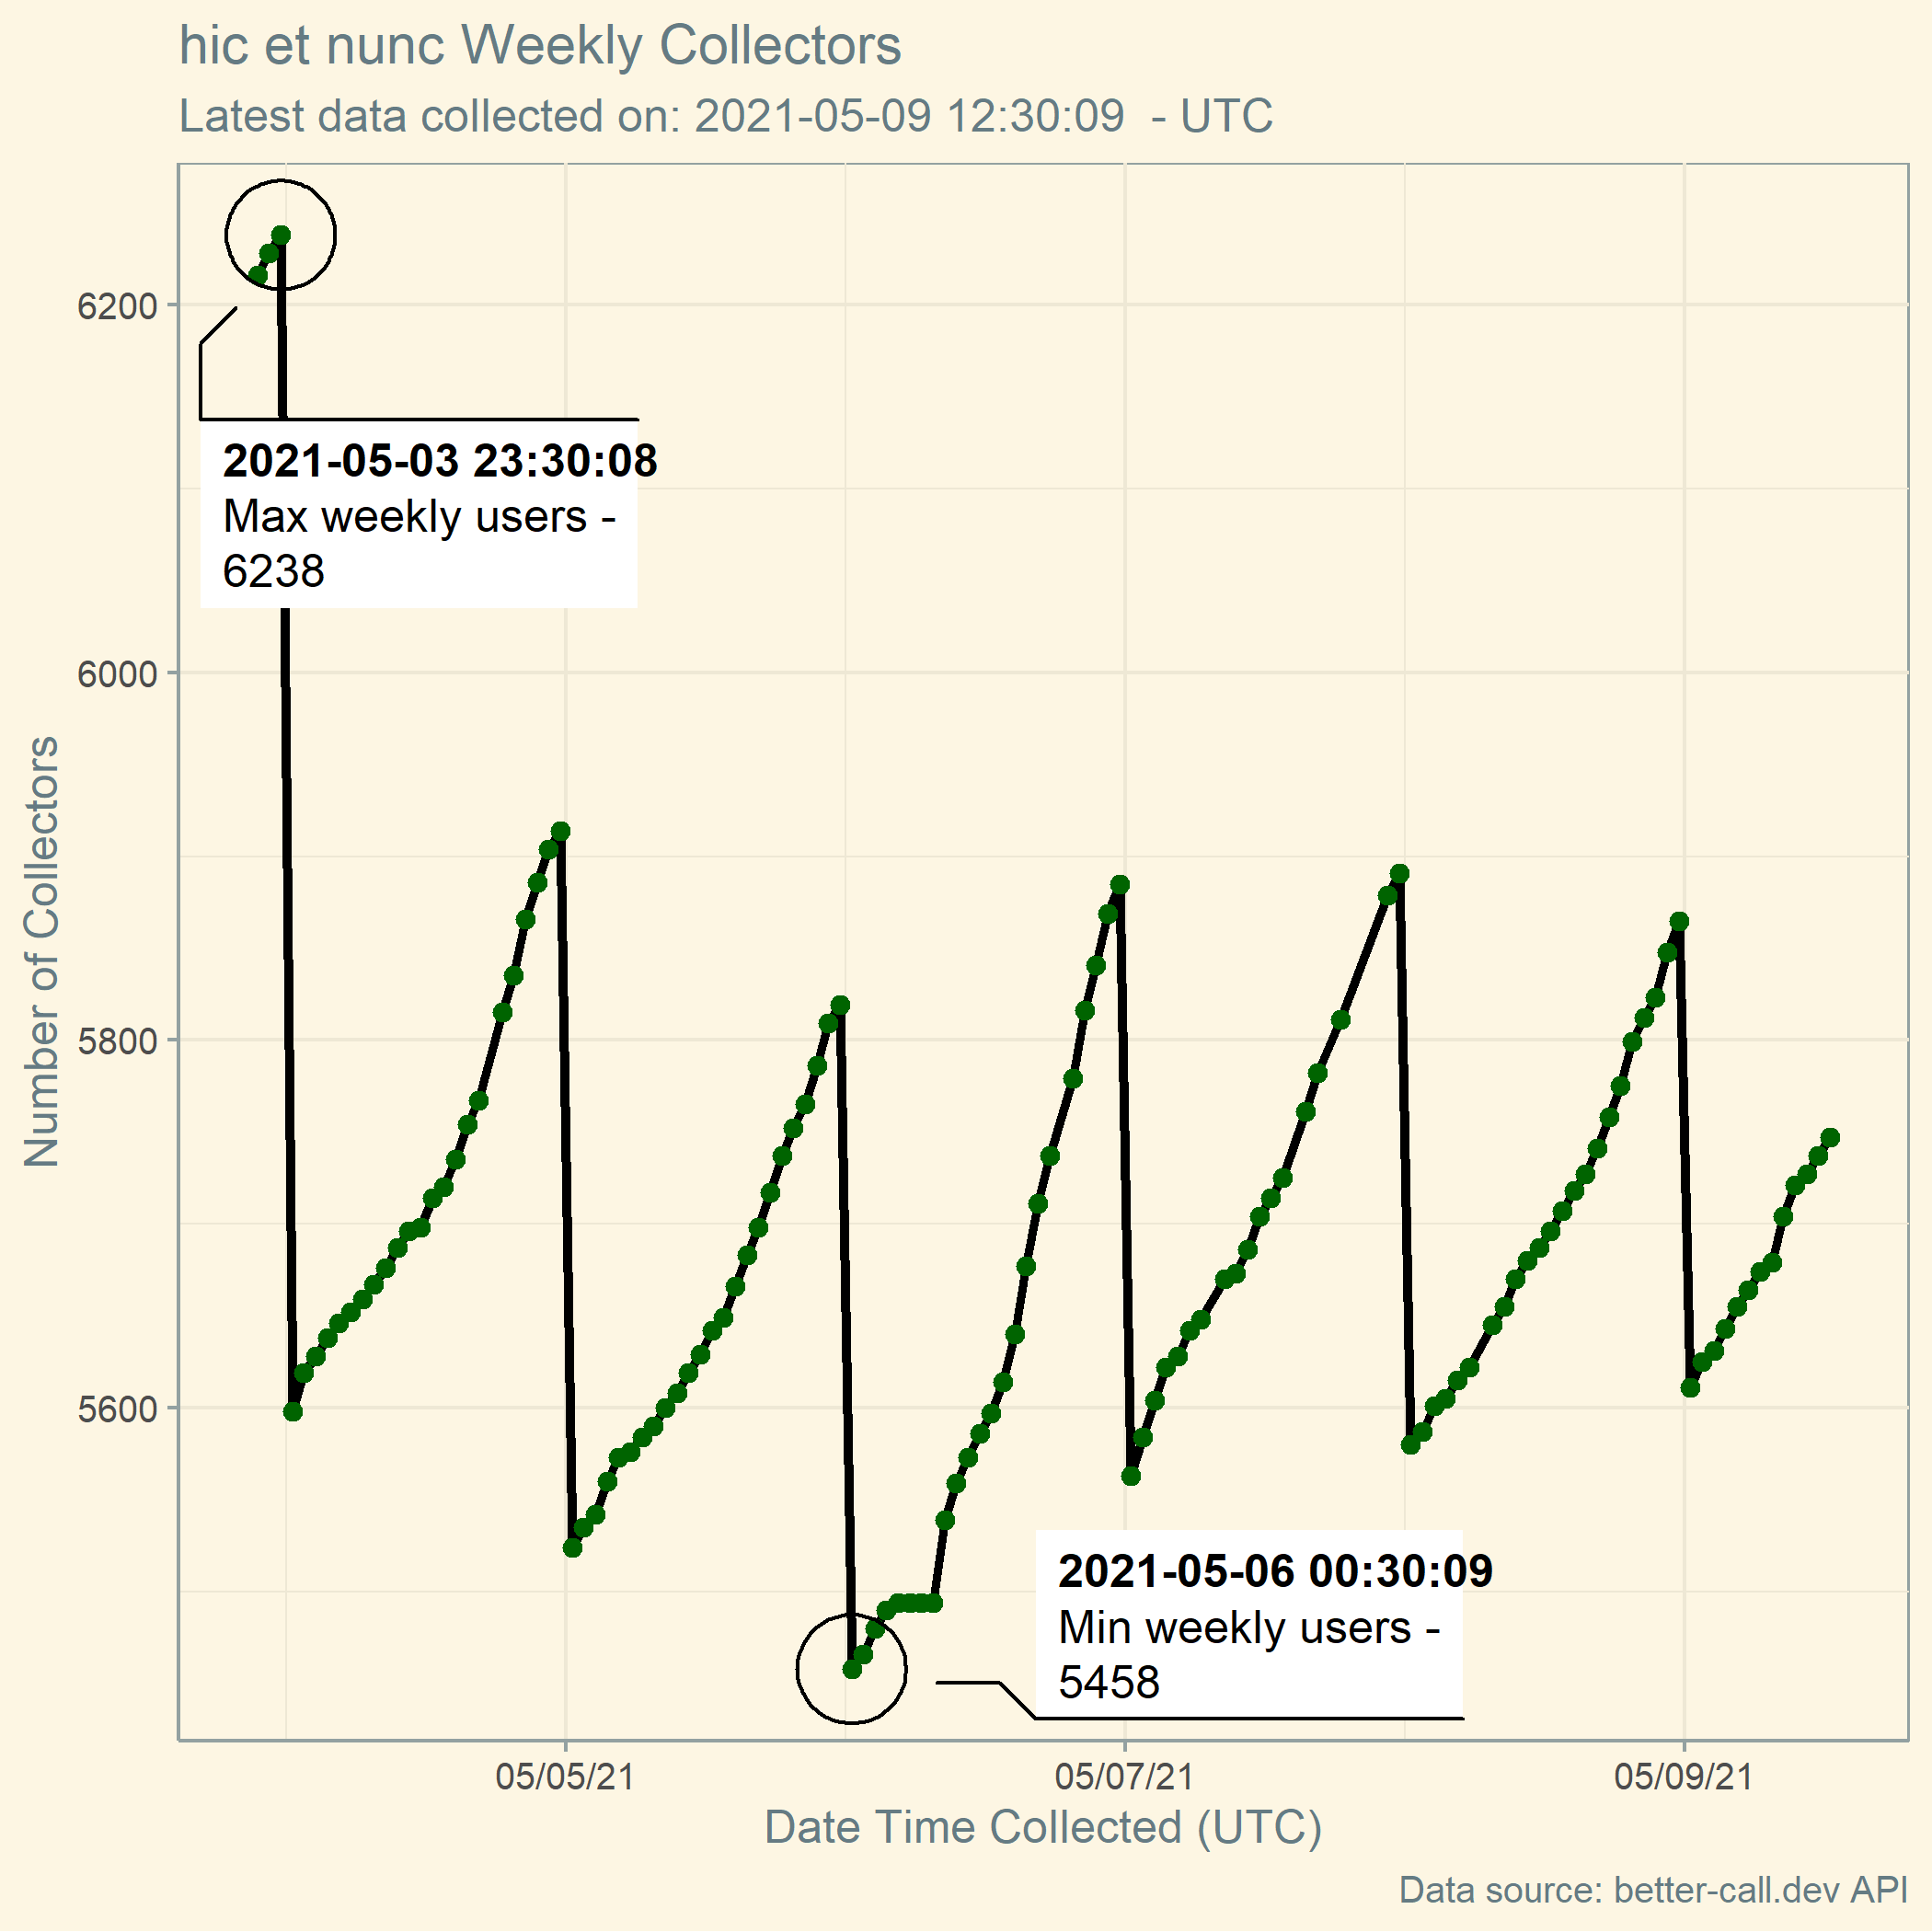 hic et nunc Weekly Collectors
Latest data collected on: 2021-05-09 12:30:09  - UTC
Number of Collectors
6200
6000
5800
5600
2021-05-03 23:30:08
Max weekly users -
6238
2021-05-06 00:30:09
Min weekly users -
5458
05/05/21
05/07/21
05/09/21
Date Time Collected (UTC)
Data source: better-call.dev API